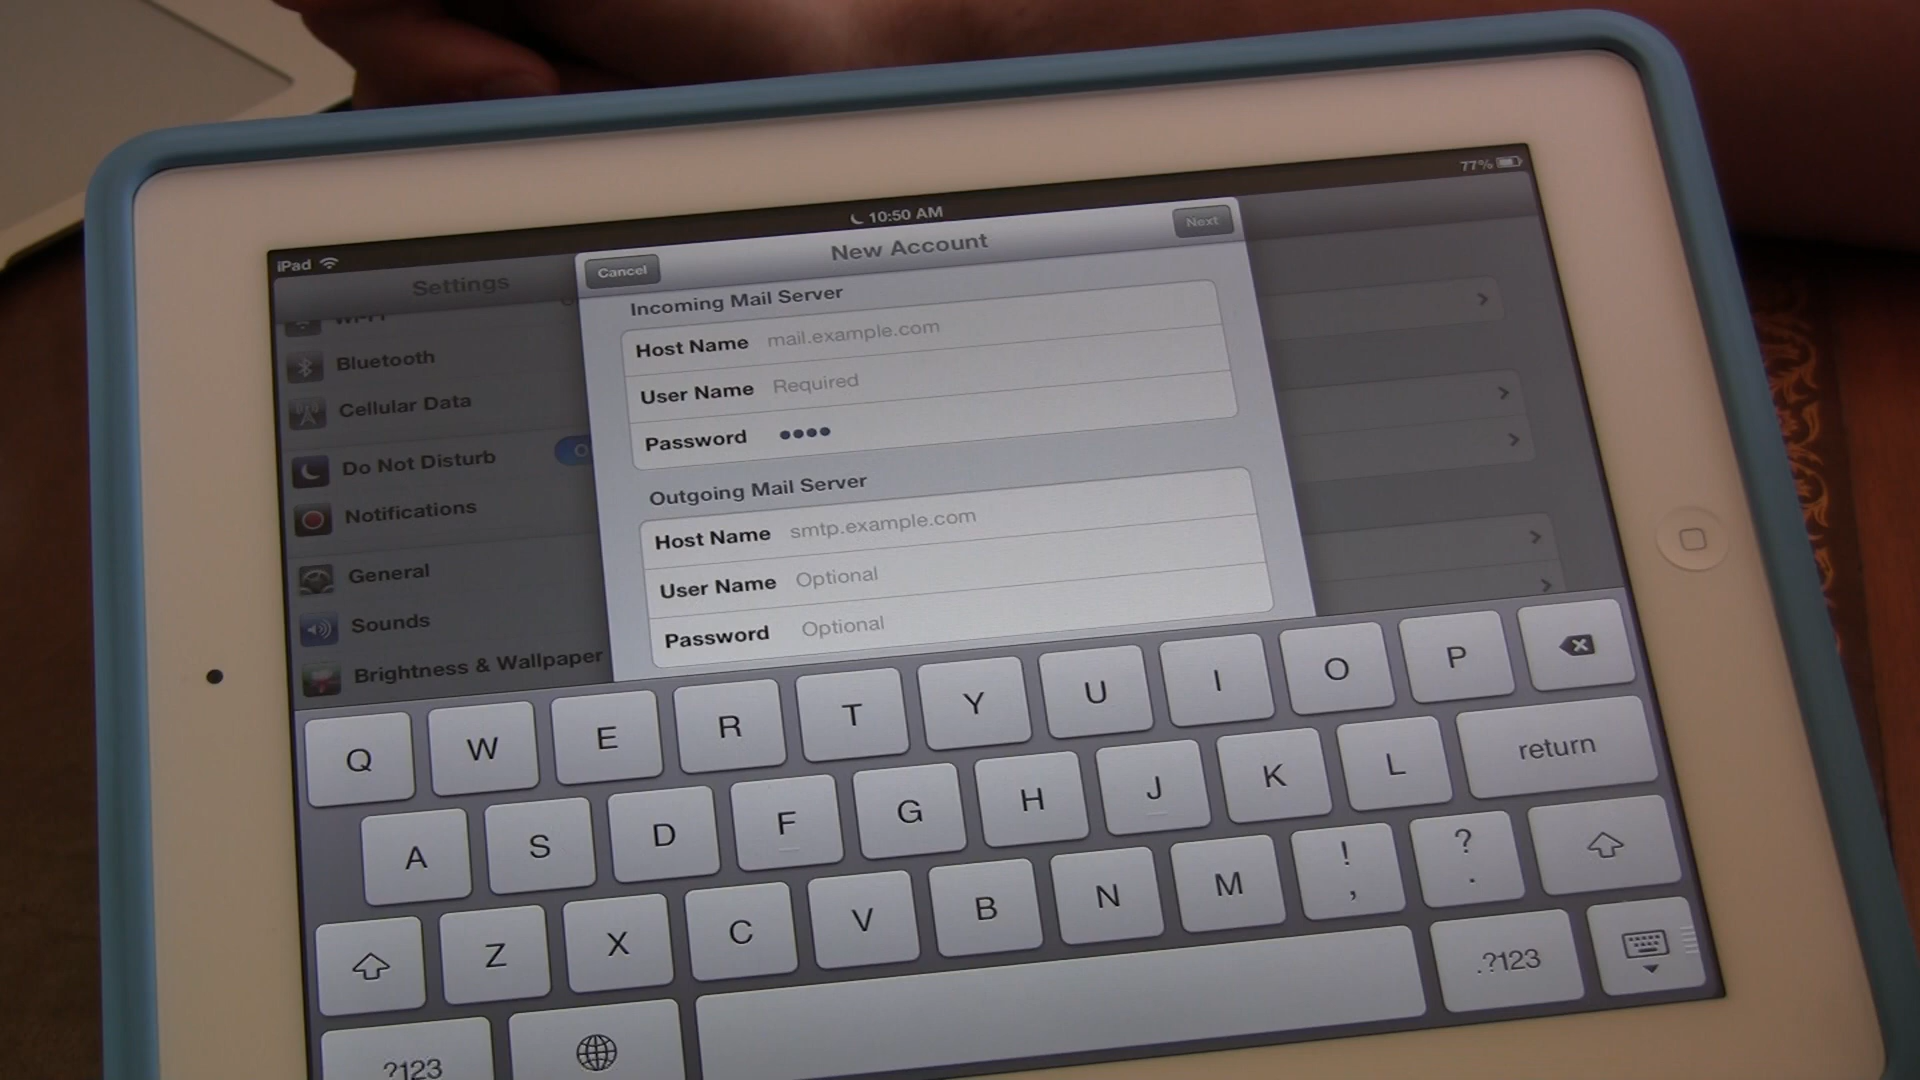 77%
10:50 AM
iPad
Next
New Account
Cancel
Settings
Incoming Mail Server
Host Name mail.example.com
User Name Required
Password ••••
Outgoing Mail Server
Host Name smtp.example.com
User Name Optional
Password Optional
Wi-Fi
Bluetooth
Cellular Data
Do Not Disturb
Notifications
General
Sounds
Brightness & Wallpaper
Q W E R T Y U I O P
A S D F G H J K L return
Z X C V B N M ! , ? .
?123 .?123